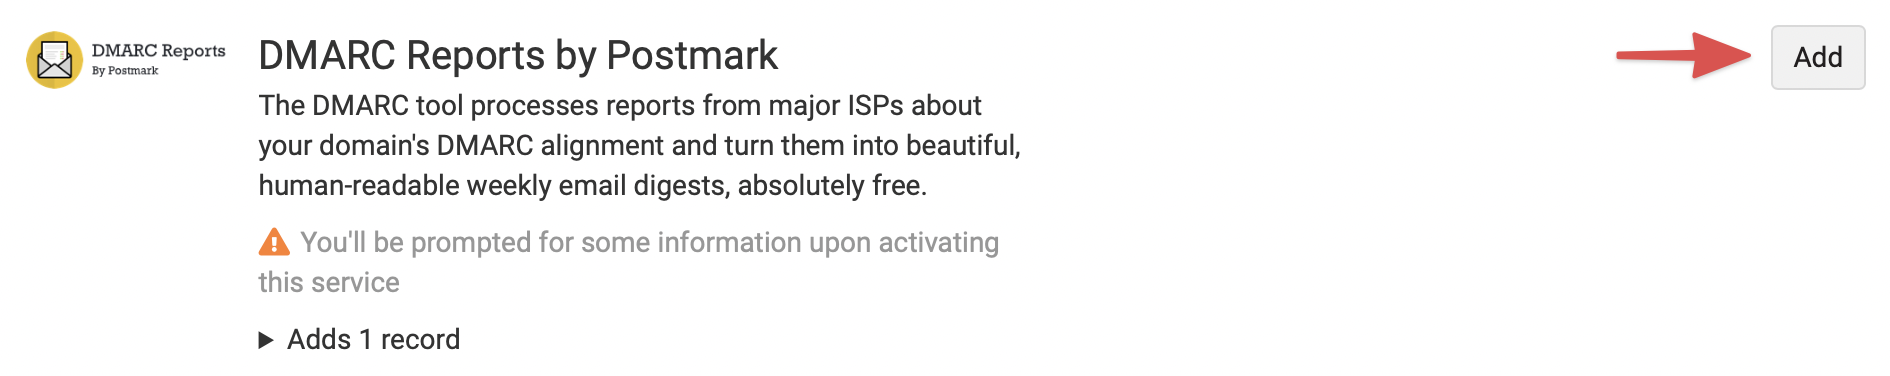 DMARC Reports
By Postmark
DMARC Reports by Postmark
Add
The DMARC tool processes reports from major ISPs about
your domain's DMARC alignment and turn them into beautiful,
human-readable weekly email digests, absolutely free.
You'll be prompted for some information upon activating
this service
Adds 1 record